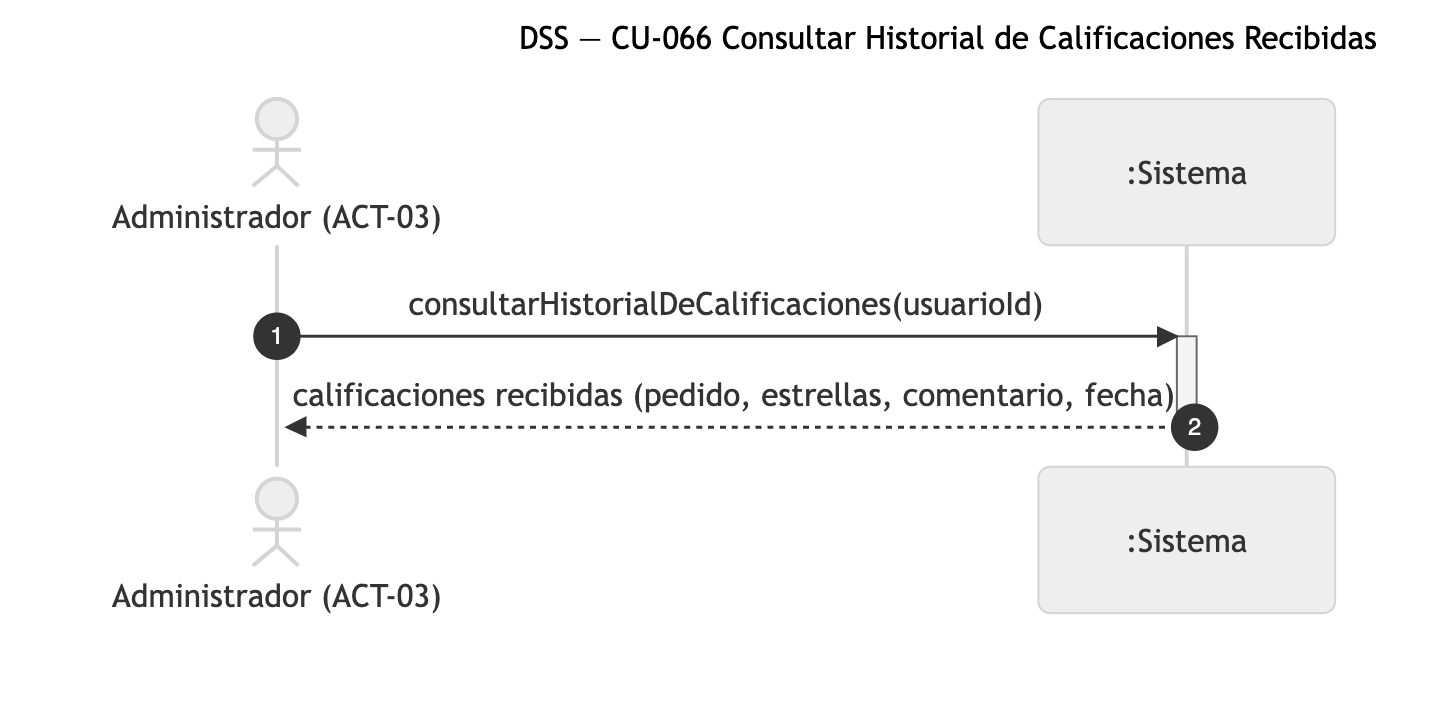 DSS — CU-066 Consultar Historial de Calificaciones Recibidas
Administrador (ACT-03)
:Sistema
consultarHistorialDeCalificaciones(usuarioId)
1
calificaciones recibidas (pedido, estrellas, comentario, fecha)
2
Administrador (ACT-03)
:Sistema